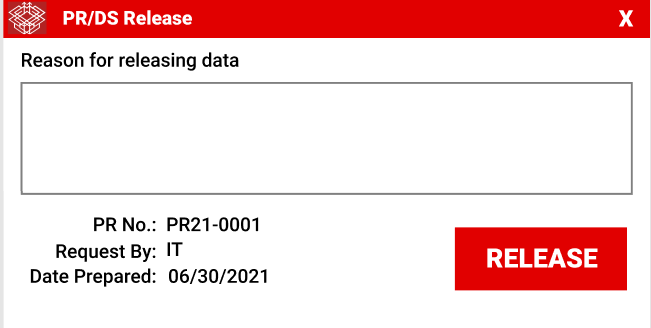 PR/DS Release X
Reason for releasing data
PR No.: PR21-0001
Request By: IT
Date Prepared: 06/30/2021
RELEASE